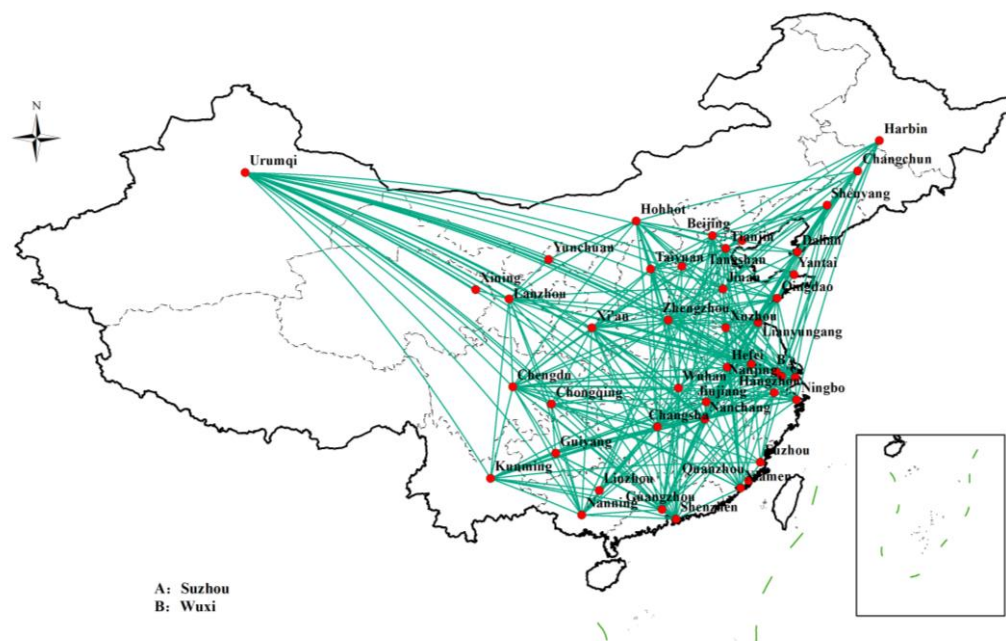 N
Harbin
Urumqi
Changchun
Shenyang
Hohhot
Beijing
Tianjin
Dalian
Yunchuan
Taiyuan
Tangshan
Yantai
Xining
Jinan
Qingdao
Lanzhou
Zhengzhou
Xuzhou
Xi'an
Lianyungang
Hefei
B
Nanjing
Wuhan
Chengdu
Hangzhou
Ningbo
Chongqing
Jiujiang
Nanchang
Changsha
Guiyang
Fuzhou
Kunming
Quanzhou
Xiamen
Liuzhou
Guangzhou
Nanning
Shenzhen
A: Suzhou
B: Wuxi